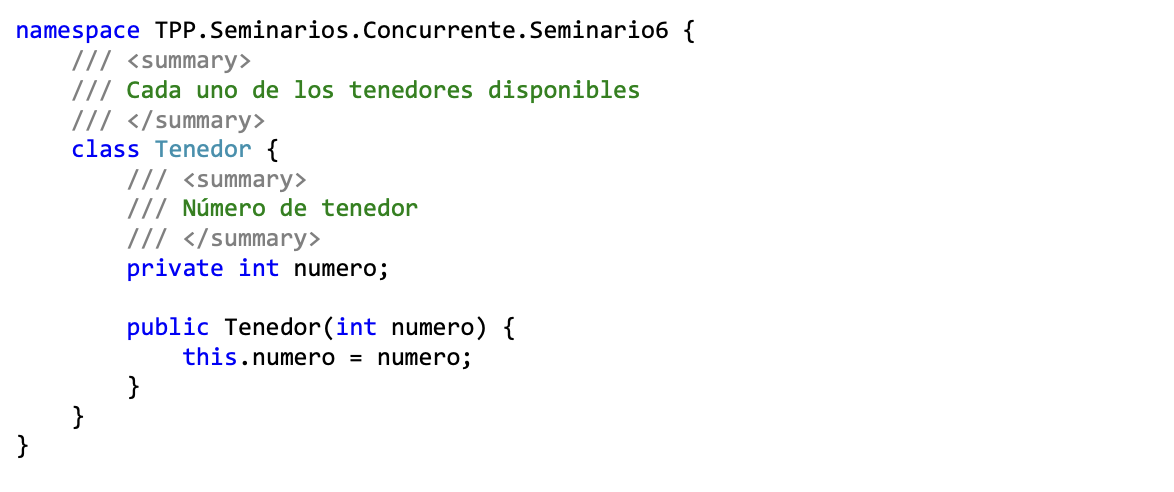 namespace TPP.Seminarios.Concurrente.Seminario6 {
    /// <summary>
    /// Cada uno de los tenedores disponibles
    /// </summary>
    class Tenedor {
        /// <summary>
        /// Número de tenedor
        /// </summary>
        private int numero;

        public Tenedor(int numero) {
            this.numero = numero;
        }
    }
}